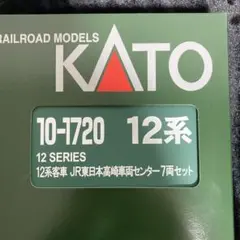 RAILROAD MODELS
KATO
10-1720 12系
12 SERIES
12系客車 JR東日本高崎車両センター 7両セット